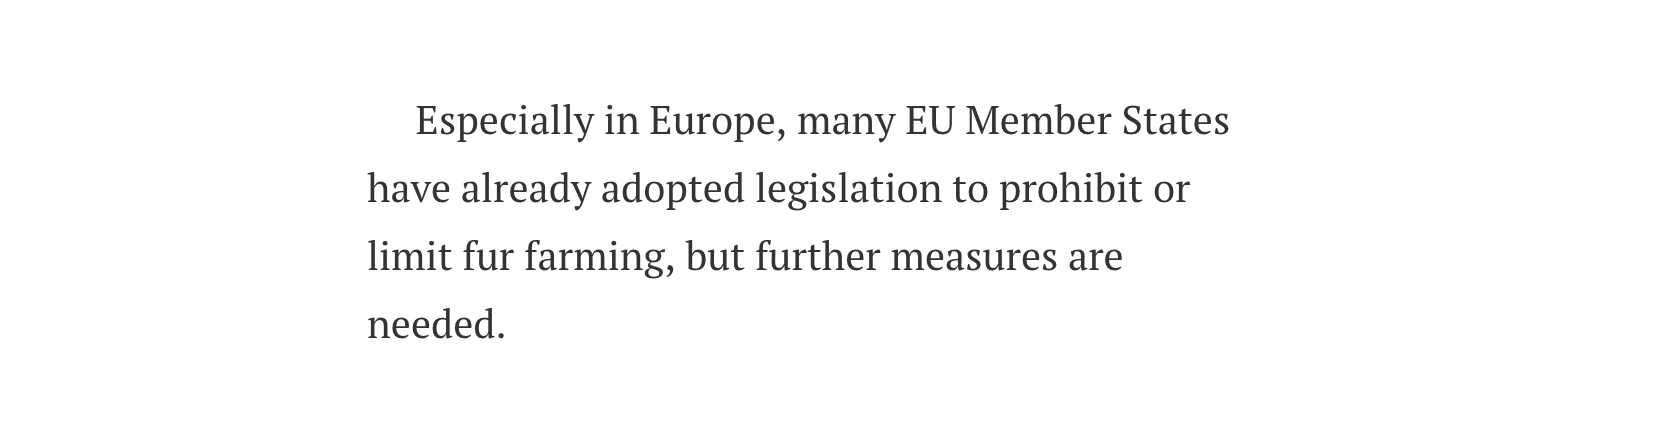 Especially in Europe, many EU Member States
have already adopted legislation to prohibit or
limit fur farming, but further measures are
needed.